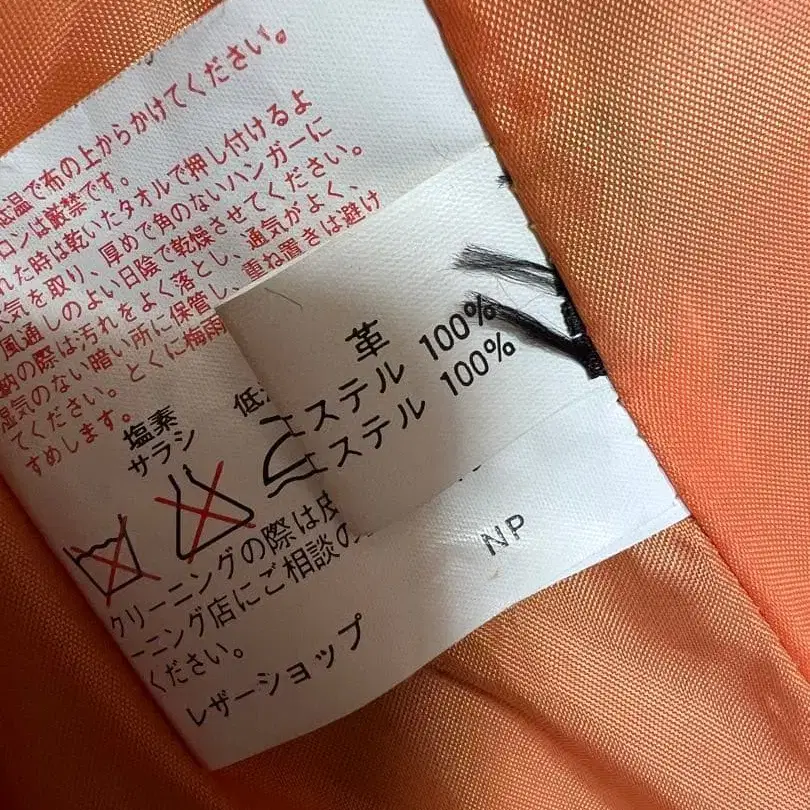 低温で布の上からかけてください。
ロンは厳禁です。
れた時は乾いたタオルで押し付けるよ
気を取り、厚めで角のないハンガーに
風通しのよい日陰で乾燥させてください。
納の際は汚れをよく落とし、通気がよく、
湿気のない暗い所に保管し、重ね置きは避け
てください。とくに梅雨
すめします。
塩素
サラシ
低
革
エステル 100%
エステル 100%
クリーニングの際は皮
ーニング店にご相談の
ください。
NP
レザーショップ